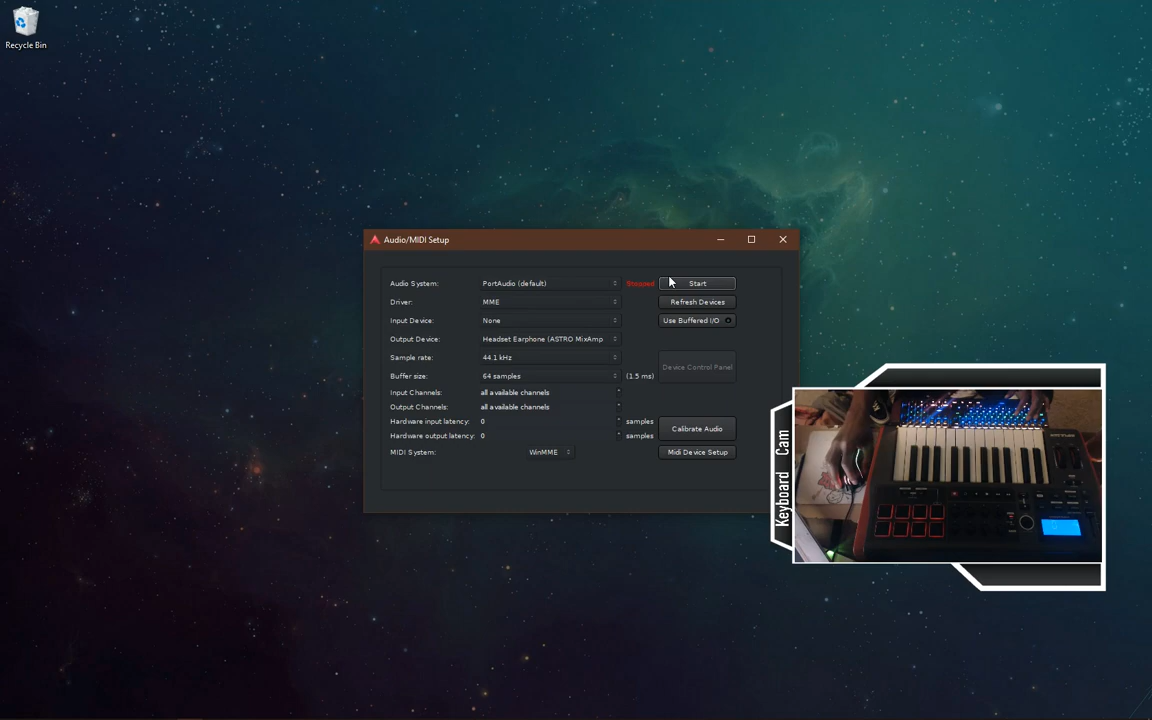 Recycle Bin
Audio/MIDI Setup
Audio System: PortAudio (default) Stopped Start
Driver: MME Refresh Devices
Input Device: None Use Buffered I/O
Output Device: Headset Earphone (ASTRO MixAmp
Sample rate: 44.1 kHz
Device Control Panel
Buffer size: 64 samples (1.5 ms)
Input Channels: all available channels
Output Channels: all available channels
Hardware input latency: 0 samples
Calibrate Audio
Hardware output latency: 0 samples
MIDI System: WinMME Midi Device Setup
Keyboard Cam